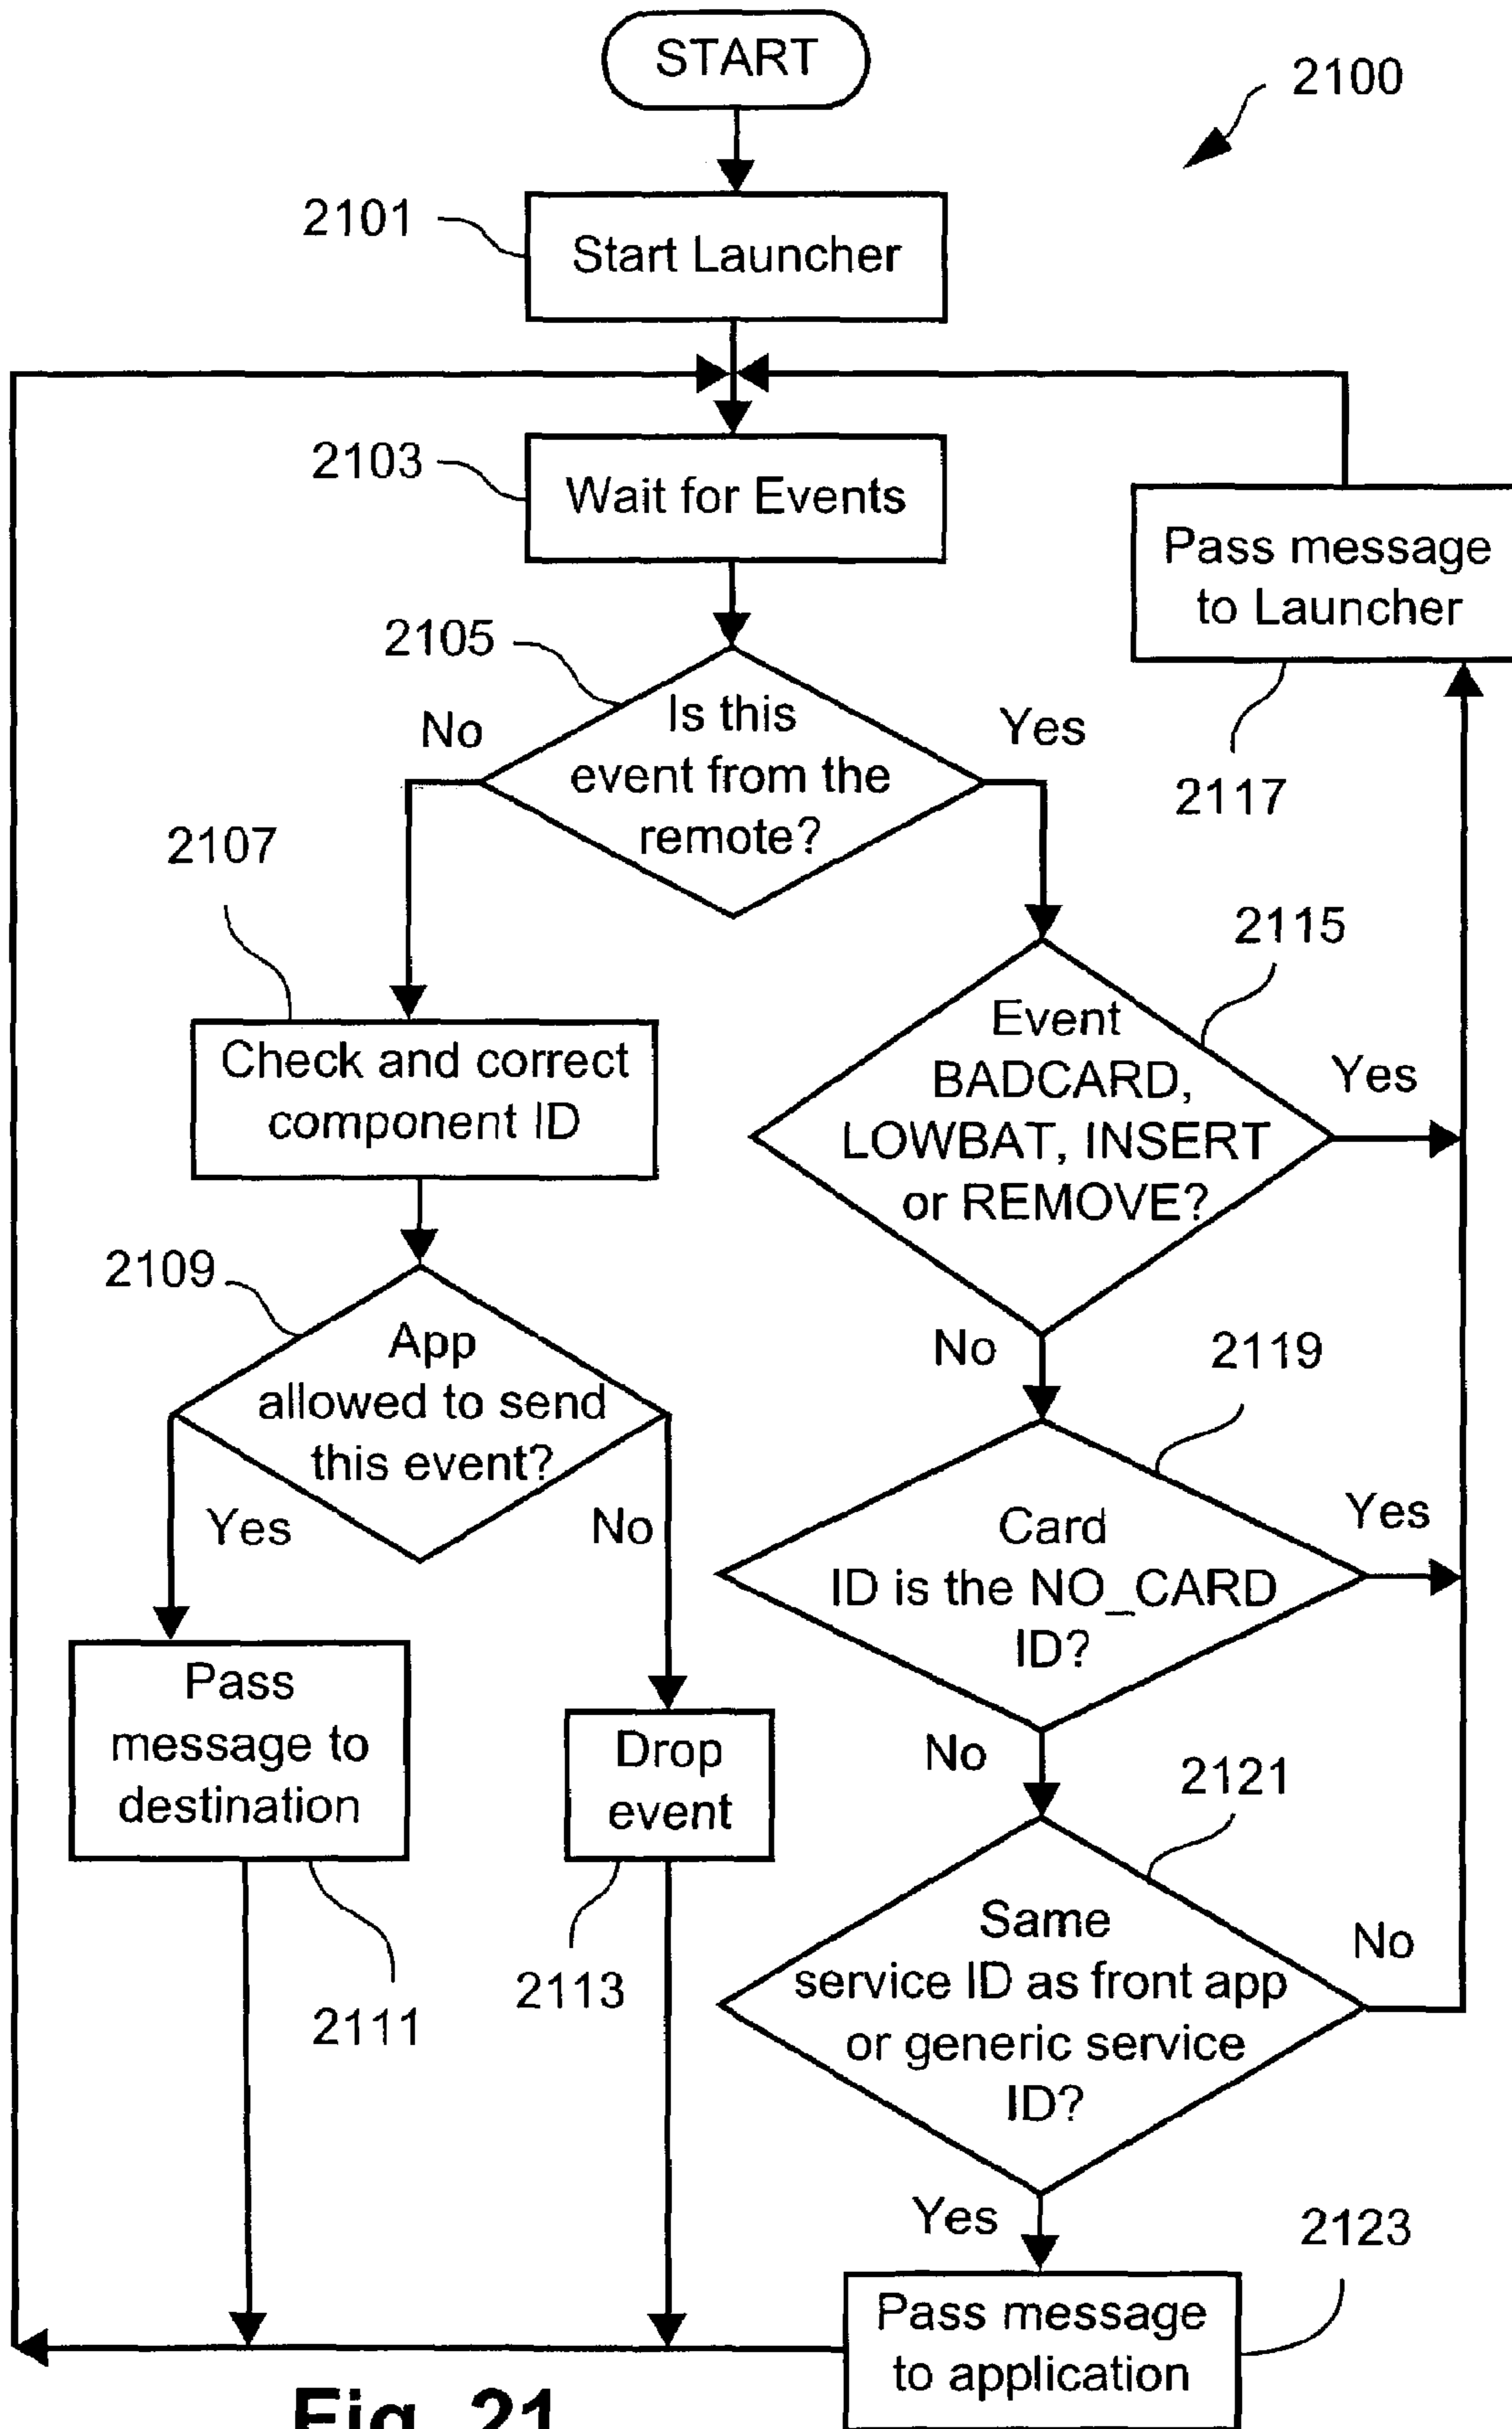 START
2100
2101
Start Launcher
2103
Wait for Events
Pass message
to Launcher
2105
No
Is this
event from the
remote?
Yes
2117
2107
2115
Check and correct
component ID
Event
BADCARD,
LOWBAT, INSERT
or REMOVE?
Yes
2109
App
allowed to send
this event?
No
2119
Yes
No
Card
ID is the NO_CARD
ID?
Yes
Pass
message to
destination
Drop
event
No
2121
2111
2113
Same
service ID as front app
or generic service
ID?
No
Yes
2123
Pass message
to application
Fig. 21